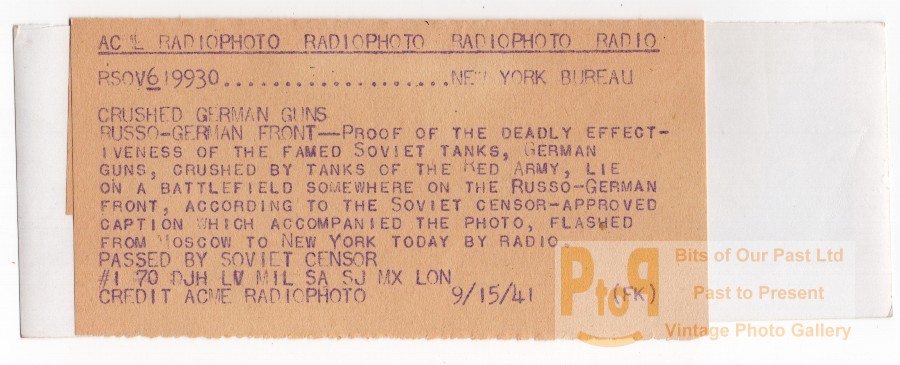 ACME RADIOPHOTO RADIOPHOTO RADIOPHOTO RADIO
RSOV619930.....................NEW YORK BUREAU
CRUSHED GERMAN GUNS
RUSSO-GERMAN FRONT—PROOF OF THE DEADLY EFFECT-
IVENESS OF THE FAMED SOVIET TANKS, GERMAN
GUNS, CRUSHED BY TANKS OF THE RED ARMY, LIE
ON A BATTLEFIELD SOMEWHERE ON THE RUSSO-GERMAN
FRONT, ACCORDING TO THE SOVIET CENSOR-APPROVED
CAPTION WHICH ACCOMPANIED THE PHOTO, FLASHED
FROM MOSCOW TO NEW YORK TODAY BY RADIO.
PASSED BY SOVIET CENSOR
#1 70 DJH LV MIL SA SJ MX LON
CREDIT ACME RADIOPHOTO 9/15/41 (FK)
PtoP
Bits of Our Past Ltd
Past to Present
Vintage Photo Gallery